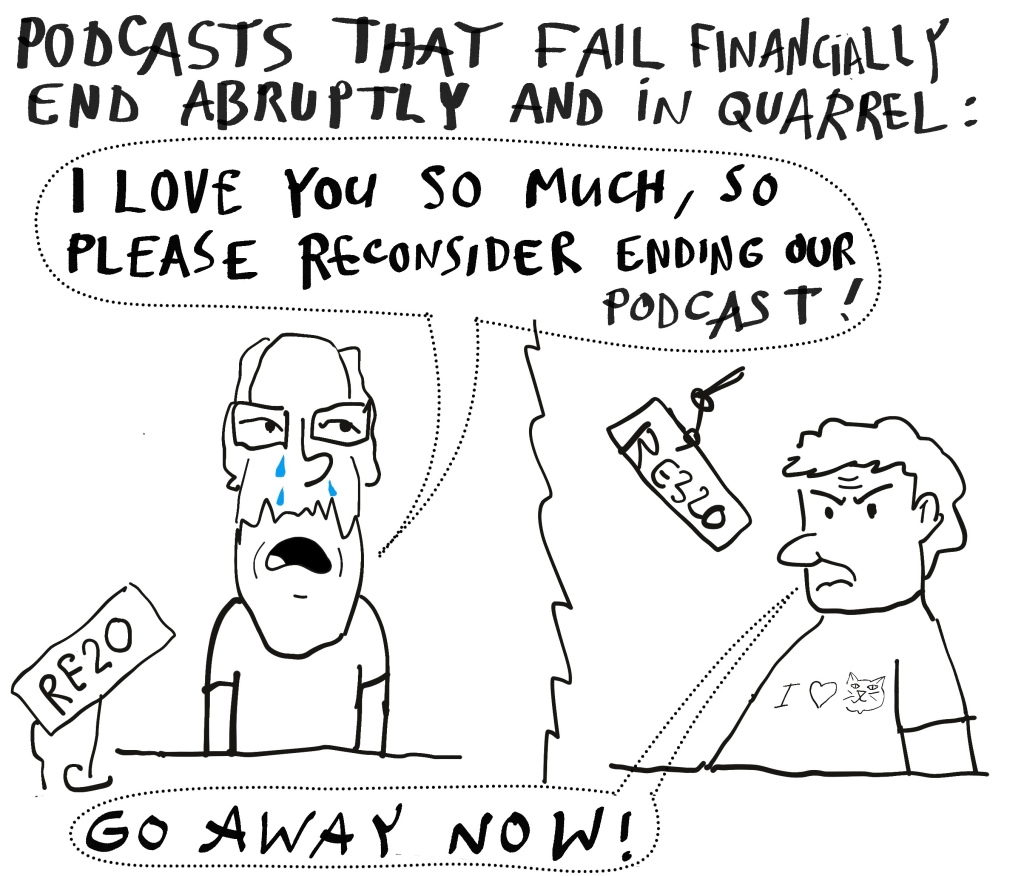 PODCASTS THAT FAIL FINANCIALLY
END ABRUPTLY AND IN QUARREL:
I LOVE YOU SO MUCH, SO
PLEASE RECONSIDER ENDING OUR
PODCAST!
RE320
RE20
I ♡
GO AWAY NOW!